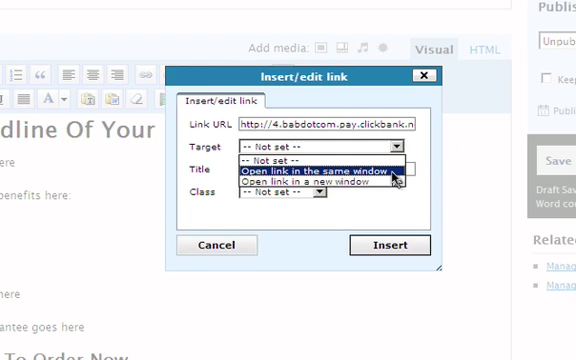 Publi
Add media:
Visual
HTML
Unpub
Insert/edit link
Insert/edit link
Keep
Link URL
http://4.babdotcom.pay.clickbank.n
Publi
dline Of Your
Target
-- Not set --
-- Not set --
ere
Save
Title
Open link in the same window
Open link in a new window
Draft Sav
benefits here:
Class
-- Not set --
Word co
Relate
Cancel
Insert
Manag
Manag
here
antee goes here
To Order Now